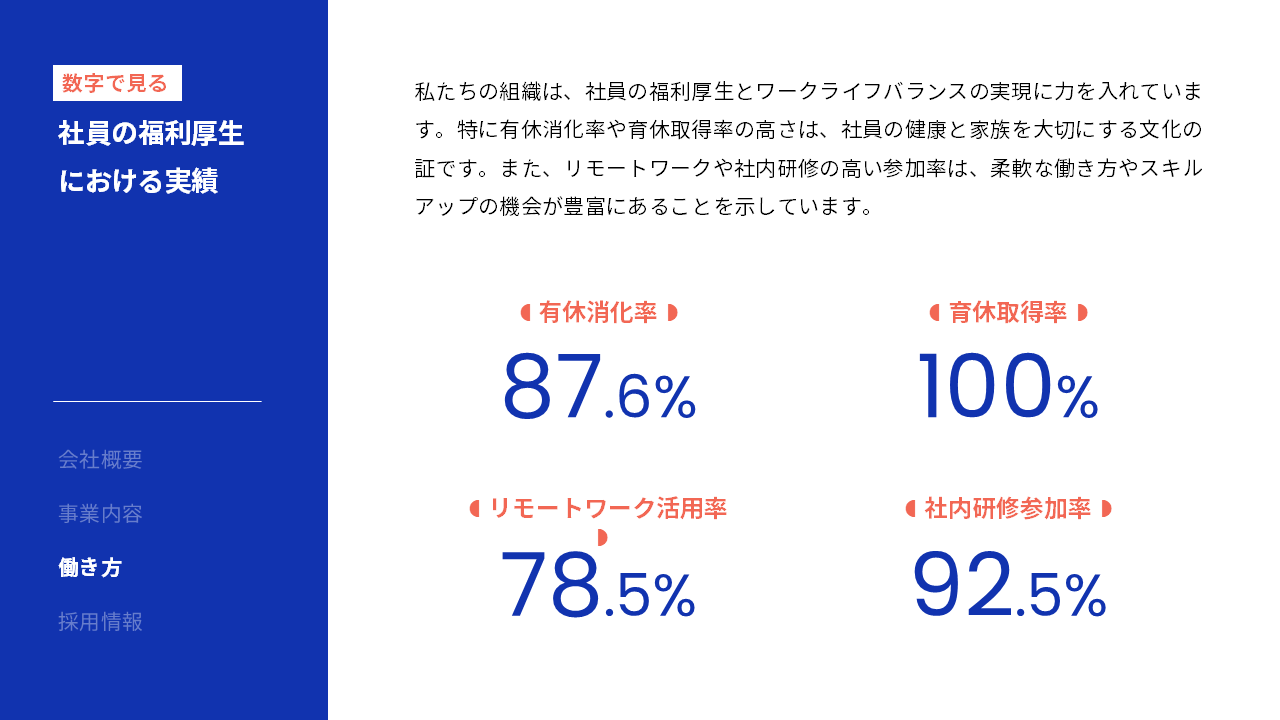 数字で見る
社員の福利厚生
における実績
会社概要
事業内容
働き方
採用情報
私たちの組織は、社員の福利厚生とワークライフバランスの実現に力を入れていま
す。特に有休消化率や育休取得率の高さは、社員の健康と家族を大切にする文化の
証です。また、リモートワークや社内研修の高い参加率は、柔軟な働き方やスキル
アップの機会が豊富にあることを示しています。
有休消化率
87.6%
育休取得率
100%
リモートワーク活用率
78.5%
社内研修参加率
92.5%